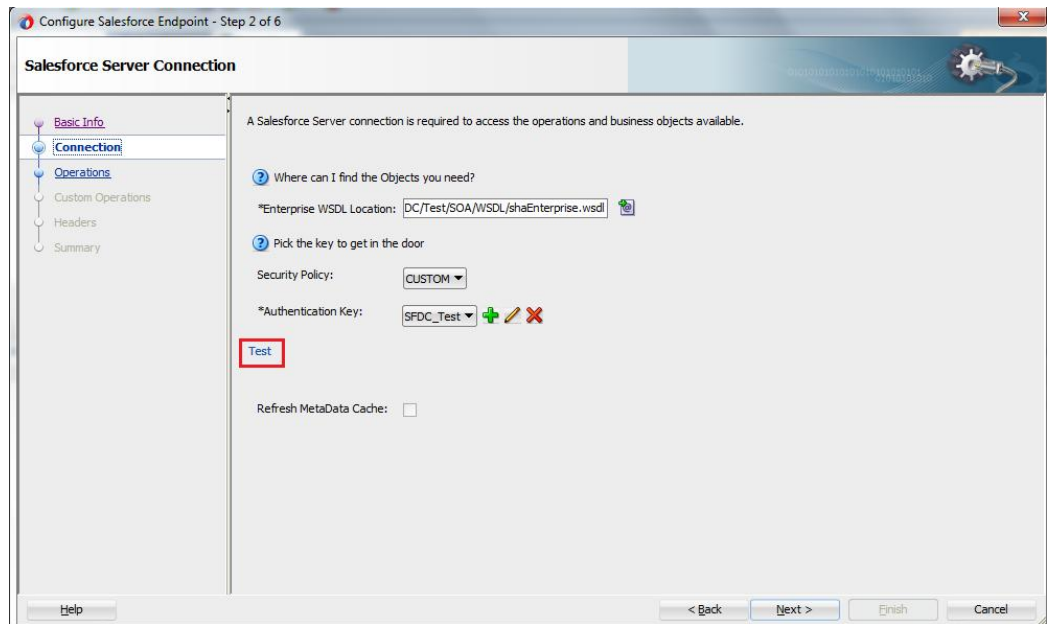 Configure Salesforce Endpoint - Step 2 of 6
x
Salesforce Server Connection
Basic Info
Connection
Operations
Custom Operations
Headers
Summary
A Salesforce Server connection is required to access the operations and business objects available.
? Where can I find the Objects you need?
*Enterprise WSDL Location: DC/Test/SOA/WSDL/shaEnterprise.wsdl
? Pick the key to get in the door
Security Policy: CUSTOM
*Authentication Key: SFDC_Test
Test
Refresh MetaData Cache:
Help < Back Next > Finish Cancel